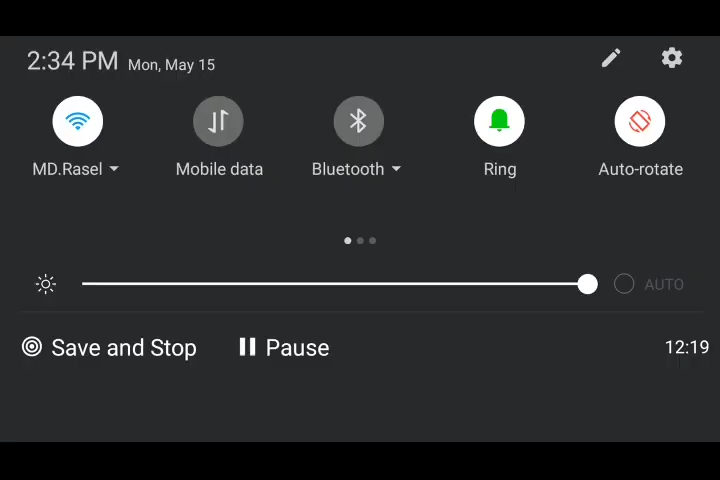 2:34 PM Mon, May 15
MD.Rasel Mobile data Bluetooth Ring Auto-rotate
AUTO
Save and Stop Pause 12:19